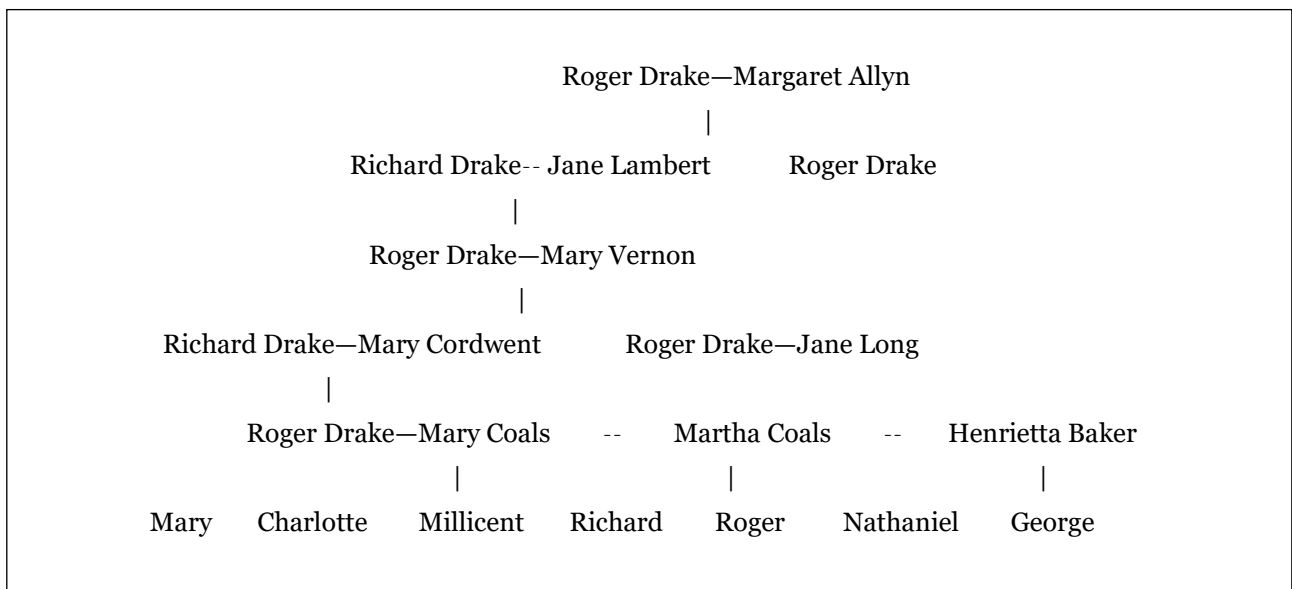 Roger Drake—Margaret Allyn
|
Richard Drake-- Jane Lambert Roger Drake
|
Roger Drake—Mary Vernon
|
Richard Drake—Mary Cordwent Roger Drake—Jane Long
|
Roger Drake—Mary Coals -- Martha Coals -- Henrietta Baker
| | |
Mary Charlotte Millicent Richard Roger Nathaniel George